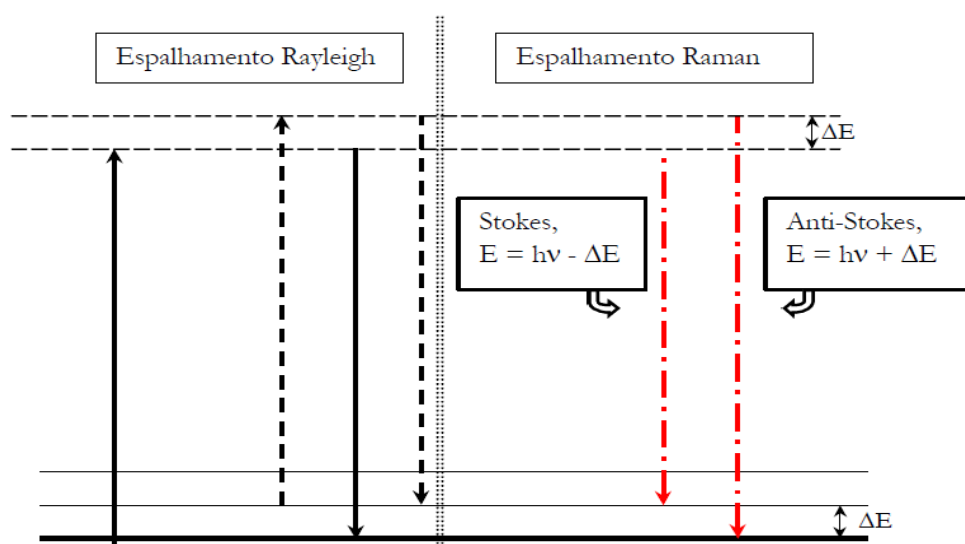 Espalhamento Rayleigh
Espalhamento Raman
ΔE
Stokes,
E = hν - ΔE
Anti-Stokes,
E = hν + ΔE
ΔE